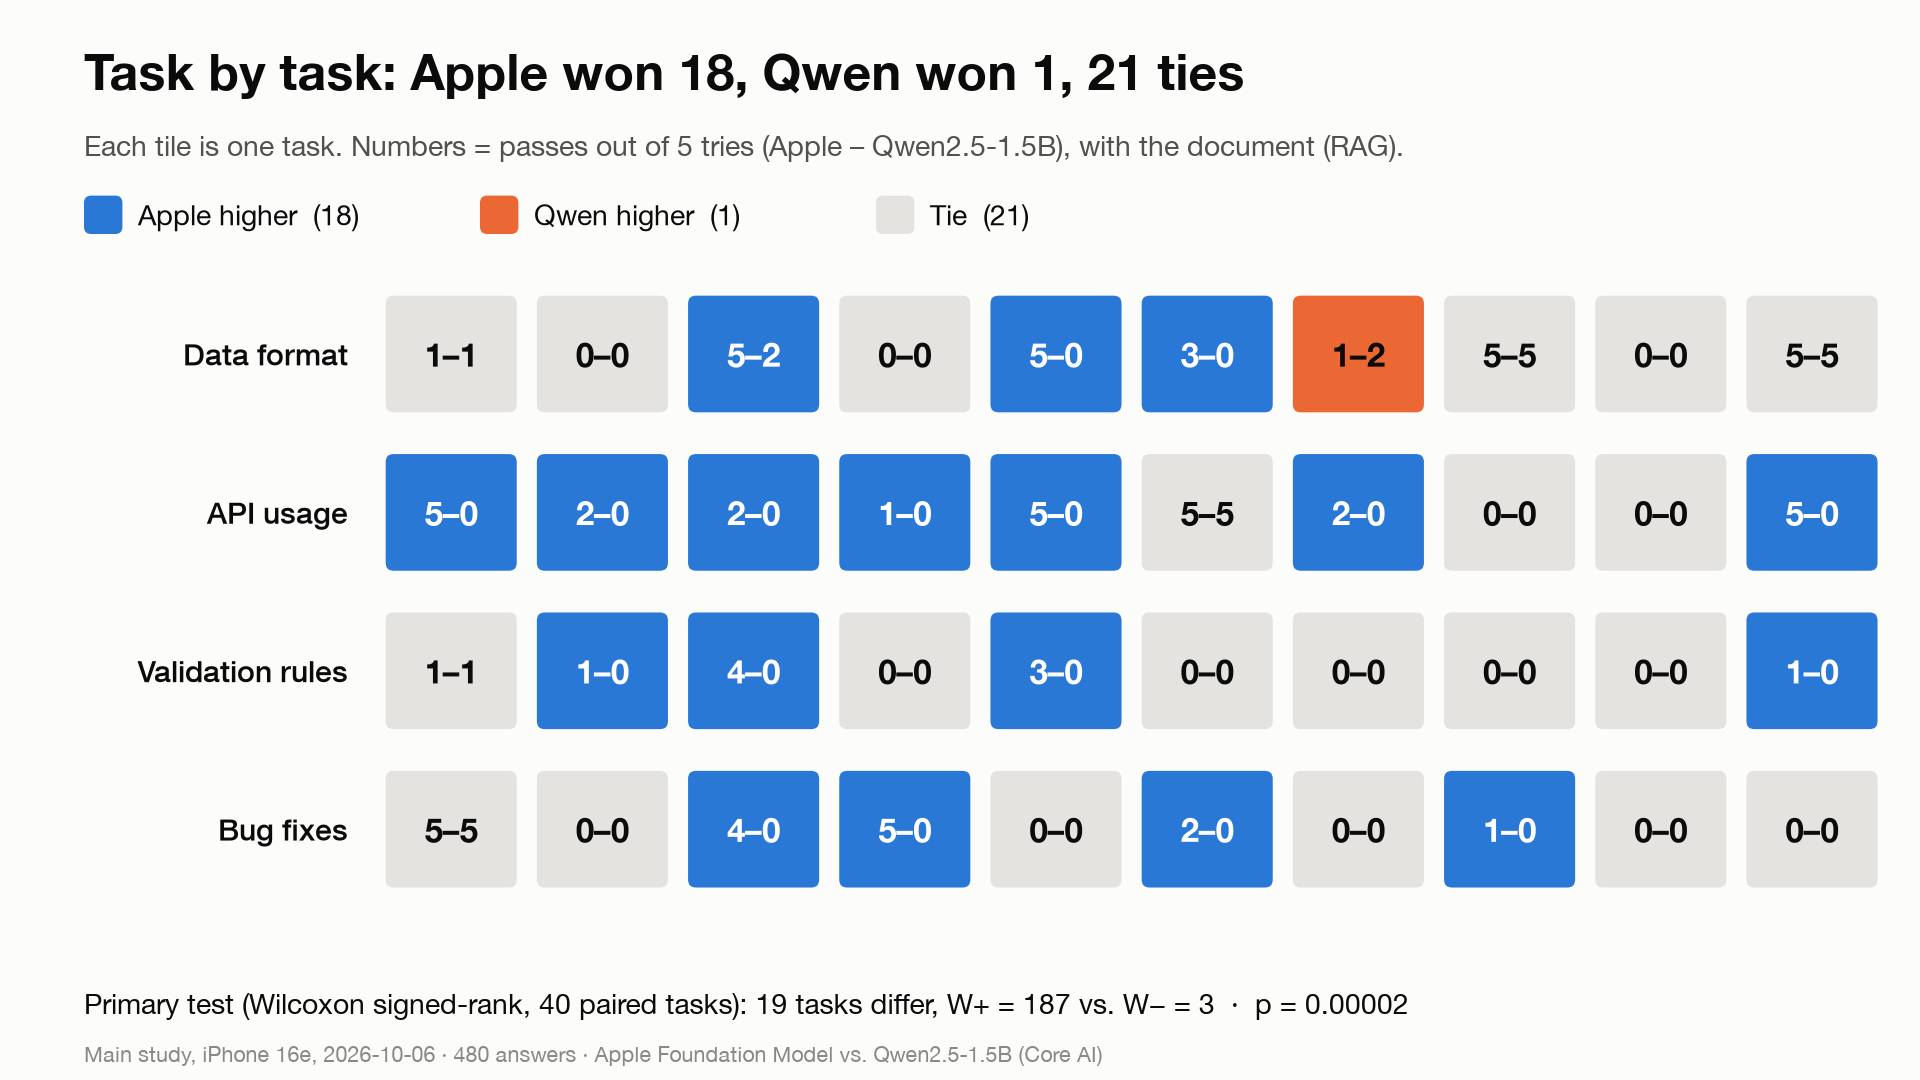 Task by task: Apple won 18, Qwen won 1, 21 ties
Each tile is one task. Numbers = passes out of 5 tries (Apple – Qwen2.5-1.5B), with the document (RAG).
Apple higher (18) Qwen higher (1) Tie (21)
Data format 1–1 0–0 5–2 0–0 5–0 3–0 1–2 5–5 0–0 5–5
API usage 5–0 2–0 2–0 1–0 5–0 5–5 2–0 0–0 0–0 5–0
Validation rules 1–1 1–0 4–0 0–0 3–0 0–0 0–0 0–0 0–0 1–0
Bug fixes 5–5 0–0 4–0 5–0 0–0 2–0 0–0 1–0 0–0 0–0
Primary test (Wilcoxon signed-rank, 40 paired tasks): 19 tasks differ, W+ = 187 vs. W− = 3 · p = 0.00002
Main study, iPhone 16e, 2026-10-06 · 480 answers · Apple Foundation Model vs. Qwen2.5-1.5B (Core AI)